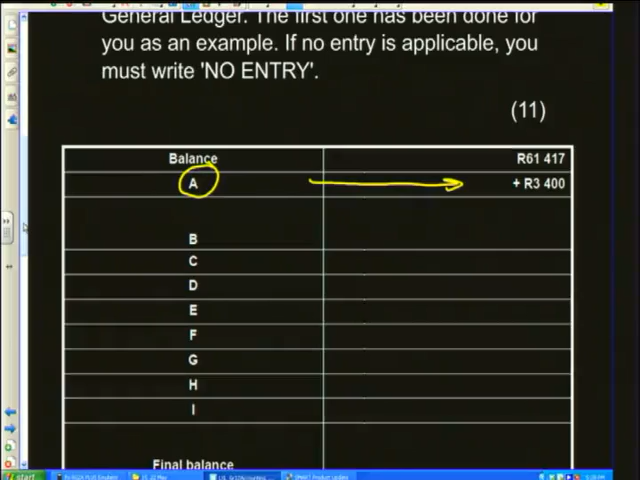 General Ledger. The first one has been done for
you as an example. If no entry is applicable, you
must write 'NO ENTRY'.
(11)
Balance R61 417
A + R3 400
B
C
D
E
F
G
H
I
Final balance
start